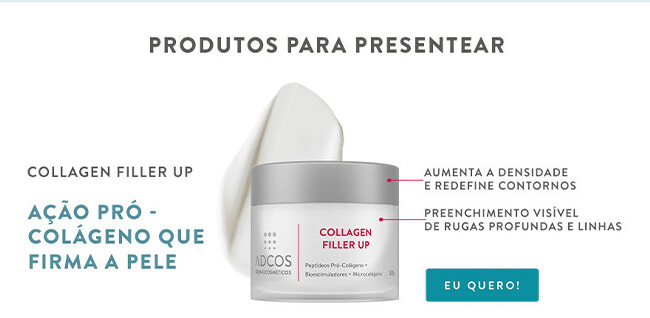 PRODUTOS PARA PRESENTEAR
COLLAGEN FILLER UP
AÇÃO PRÓ -
COLÁGENO QUE
FIRMA A PELE
COLLAGEN
FILLER UP
ADCOS
DERMOCOSMÉTICOS
Peptídeos Pró-Colágeno •
Bioestimuladores • Microcolágeno
AUMENTA A DENSIDADE
E REDEFINE CONTORNOS
PREENCHIMENTO VISÍVEL
DE RUGAS PROFUNDAS E LINHAS
EU QUERO!